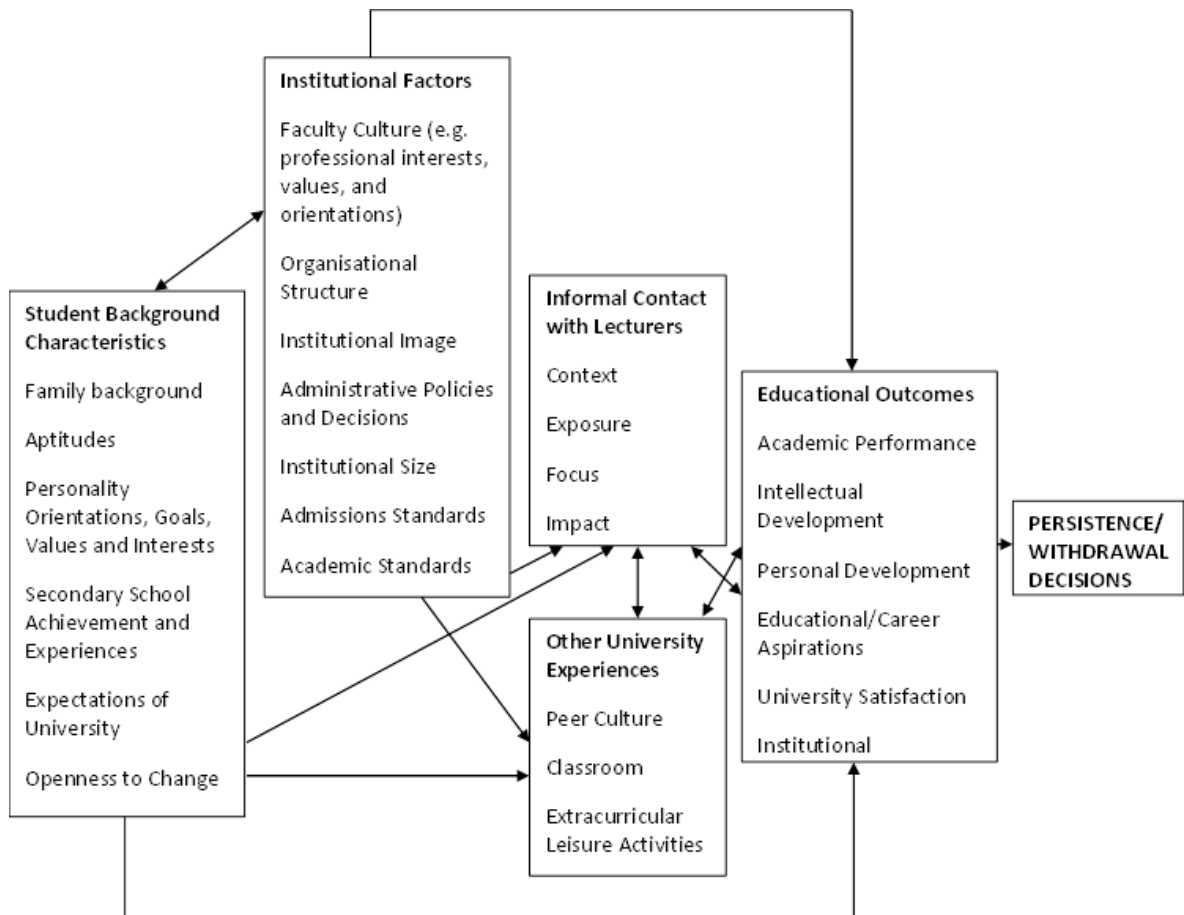 Institutional Factors
Faculty Culture (e.g.
professional interests,
values, and
orientations)
Organisational
Structure
Institutional Image
Administrative Policies
and Decisions
Institutional Size
Admissions Standards
Academic Standards
Student Background
Characteristics
Family background
Aptitudes
Personality
Orientations, Goals,
Values and Interests
Secondary School
Achievement and
Experiences
Expectations of
University
Openness to Change
Informal Contact
with Lecturers
Context
Exposure
Focus
Impact
Other University
Experiences
Peer Culture
Classroom
Extracurricular
Leisure Activities
Educational Outcomes
Academic Performance
Intellectual
Development
Personal Development
Educational/Career
Aspirations
University Satisfaction
Institutional
PERSISTENCE/
WITHDRAWAL
DECISIONS